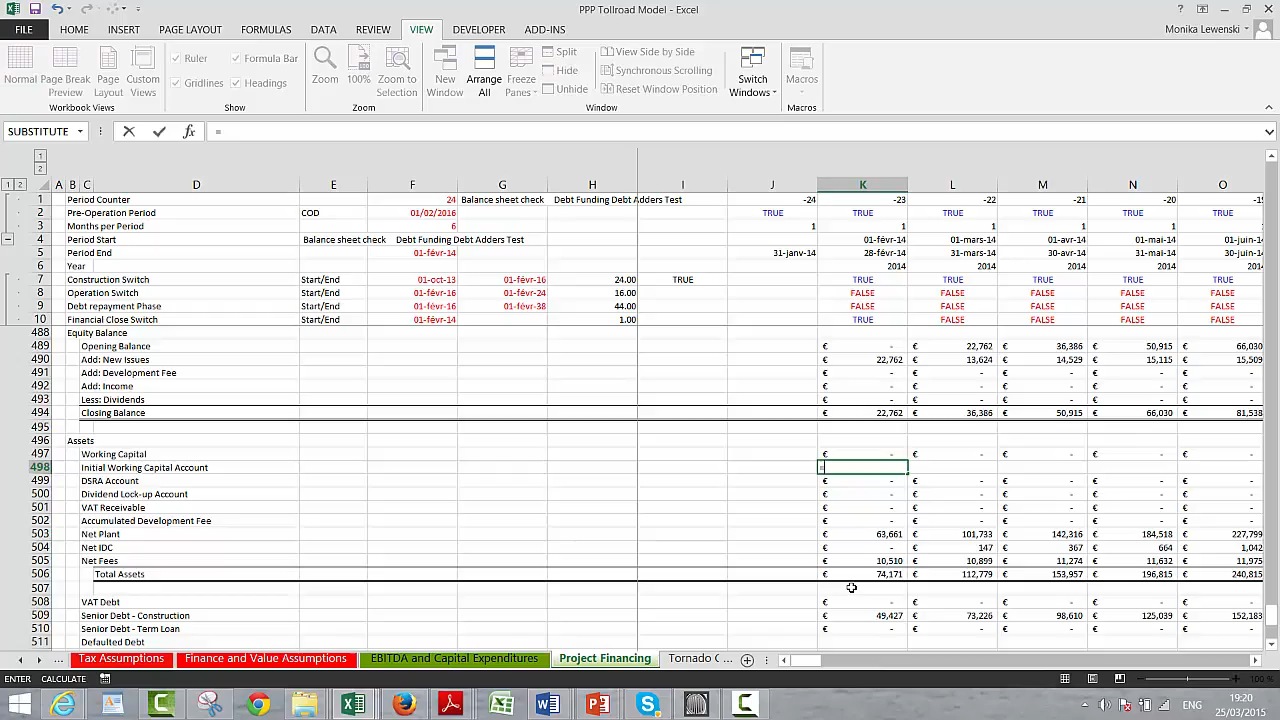 PPP Tollroad Model - Excel
FILE HOME INSERT PAGE LAYOUT FORMULAS DATA REVIEW VIEW DEVELOPER ADD-INS Monika Lewenski
Normal Page Break Preview Page Layout Custom Views
Ruler Formula Bar
Gridlines Headings
Zoom 100% Zoom to Selection
New Window Arrange All Freeze Panes
Split
Hide
Unhide
View Side by Side
Synchronous Scrolling
Reset Window Position
Switch Windows
Macros
Workbook Views Show Zoom Window Macros
SUBSTITUTE fx =
1
2
1 2 A B C D E F G H I J K L M N O
1 Period Counter 24 Balance sheet check Debt Funding Debt Adders Test -24 -23 -22 -21 -20
2 Pre-Operation Period COD 01/02/2016 TRUE TRUE TRUE TRUE TRUE TRUE
3 Months per Period 6 1 1 1 1 1
4 Period Start Balance sheet check Debt Funding Debt Adders Test 01-févr-14 01-mars-14 01-avr-14 01-mai-14 01-juin-14
5 Period End 01-févr-14 31-janv-14 28-févr-14 31-mars-14 30-avr-14 31-mai-14 30-juin-14
6 Year 2014 2014 2014 2014 2014
7 Construction Switch Start/End 01-oct-13 01-févr-16 24.00 TRUE TRUE TRUE TRUE TRUE TRUE
8 Operation Switch Start/End 01-févr-16 01-févr-24 16.00 FALSE FALSE FALSE FALSE FALSE
9 Debt repayment Phase Start/End 01-févr-16 01-févr-38 44.00 FALSE FALSE FALSE FALSE FALSE
10 Financial Close Switch Start/End 01-févr-14 1.00 TRUE FALSE FALSE FALSE FALSE
488 Equity Balance
489 Opening Balance € - € 22,762 € 36,386 € 50,915 € 66,030
490 Add: New Issues € 22,762 € 13,624 € 14,529 € 15,115 € 15,509
491 Add: Development Fee € - € - € - € - € -
492 Add: Income € - € - € - € - € -
493 Less: Dividends € - € - € - € - € -
494 Closing Balance € 22,762 € 36,386 € 50,915 € 66,030 € 81,538
495
496 Assets
497 Working Capital € - € - € - € - € -
498 Initial Working Capital Account =
499 DSRA Account € - € - € - € - € -
500 Dividend Lock-up Account € - € - € - € - € -
501 VAT Receivable € - € - € - € - € -
502 Accumulated Development Fee € - € - € - € - € -
503 Net Plant € 63,661 € 101,733 € 142,316 € 184,518 € 227,799
504 Net IDC € - € 147 € 367 € 664 € 1,042
505 Net Fees € 10,510 € 10,899 € 11,274 € 11,632 € 11,975
506 Total Assets € 74,171 € 112,779 € 153,957 € 196,815 € 240,815
507
508 VAT Debt € - € - € - € - € -
509 Senior Debt - Construction € 49,427 € 73,226 € 98,610 € 125,039 € 152,183
510 Senior Debt - Term Loan € - € - € - € - € -
511 Defaulted Debt
... Tax Assumptions Finance and Value Assumptions EBITDA and Capital Expenditures Project Financing Tornado C ...
ENTER CALCULATE 100 %
ENG 19:20
25/03/2015